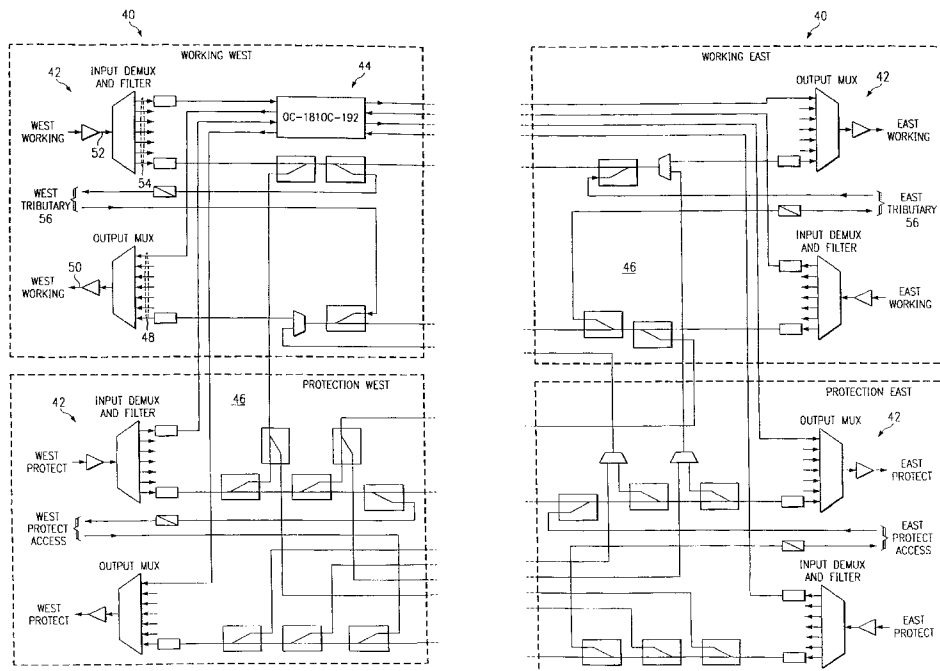 40
WORKING WEST
42
INPUT DEMUX
AND FILTER
44
OC-1810C-192
WEST
WORKING
52
54
WEST
TRIBUTARY
56
OUTPUT MUX
50
WEST
WORKING
48
PROTECTION WEST
42
INPUT DEMUX
AND FILTER
46
WEST
PROTECT
WEST
PROTECT
ACCESS
OUTPUT MUX
WEST
PROTECT
40
WORKING EAST
OUTPUT MUX
42
EAST
WORKING
EAST
TRIBUTARY
56
INPUT DEMUX
AND FILTER
46
EAST
WORKING
PROTECTION EAST
OUTPUT MUX
42
EAST
PROTECT
EAST
PROTECT
ACCESS
INPUT DEMUX
AND FILTER
EAST
PROTECT